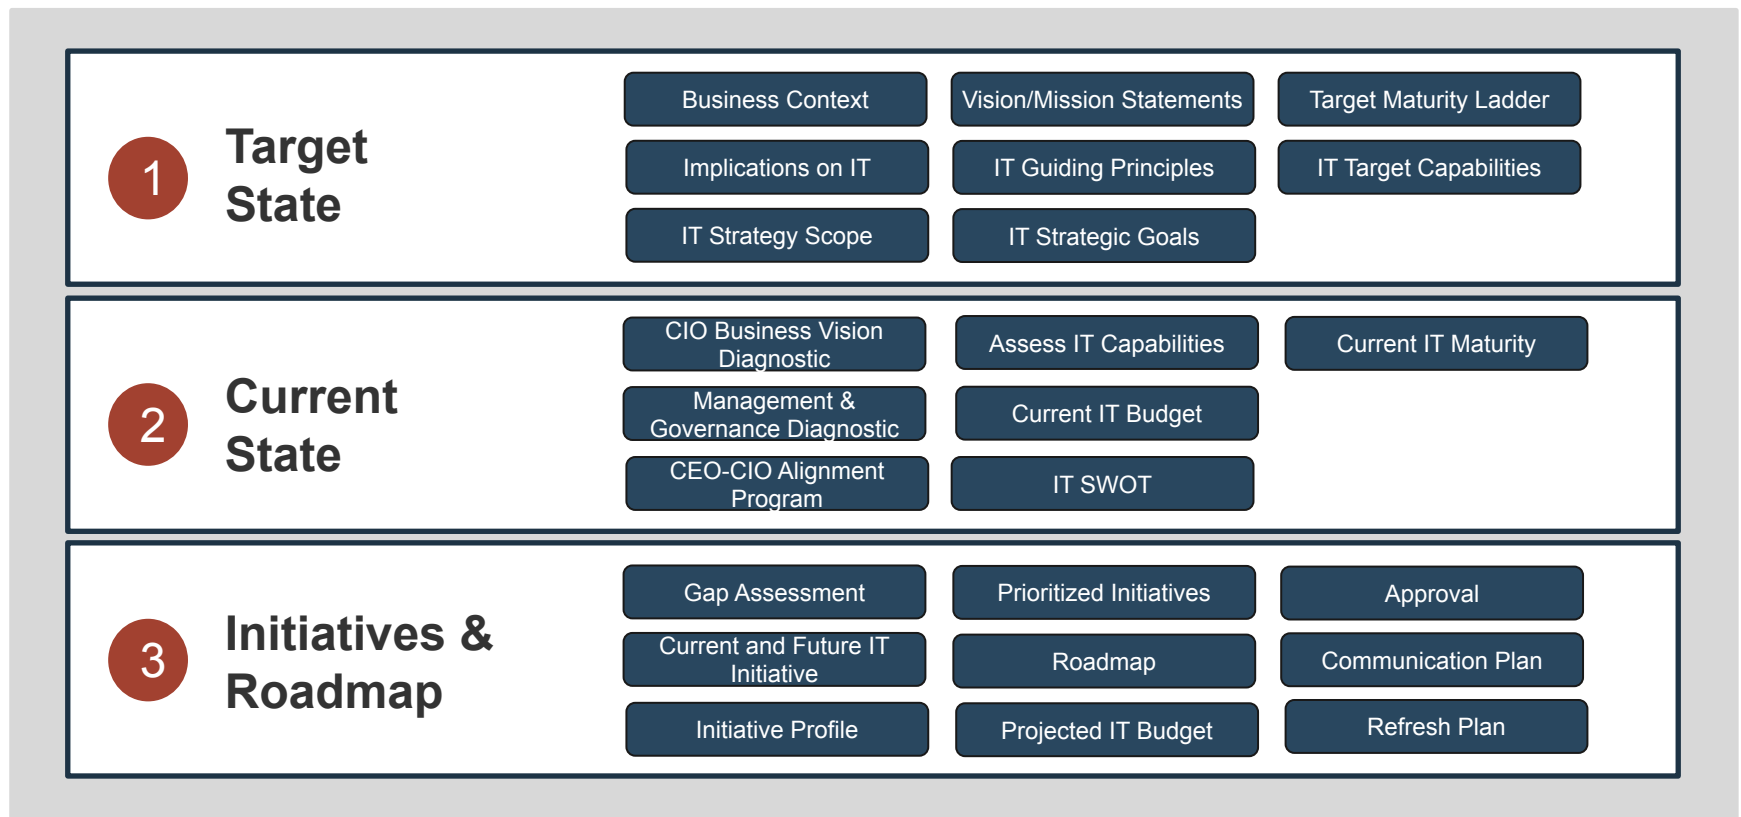 1
Target
State
Business Context
Vision/Mission Statements
Target Maturity Ladder
Implications on IT
IT Guiding Principles
IT Target Capabilities
IT Strategy Scope
IT Strategic Goals
2
Current
State
CIO Business Vision
Diagnostic
Assess IT Capabilities
Current IT Maturity
Management &
Governance Diagnostic
Current IT Budget
CEO-CIO Alignment
Program
IT SWOT
3
Initiatives &
Roadmap
Gap Assessment
Prioritized Initiatives
Approval
Current and Future IT
Initiative
Roadmap
Communication Plan
Initiative Profile
Projected IT Budget
Refresh Plan